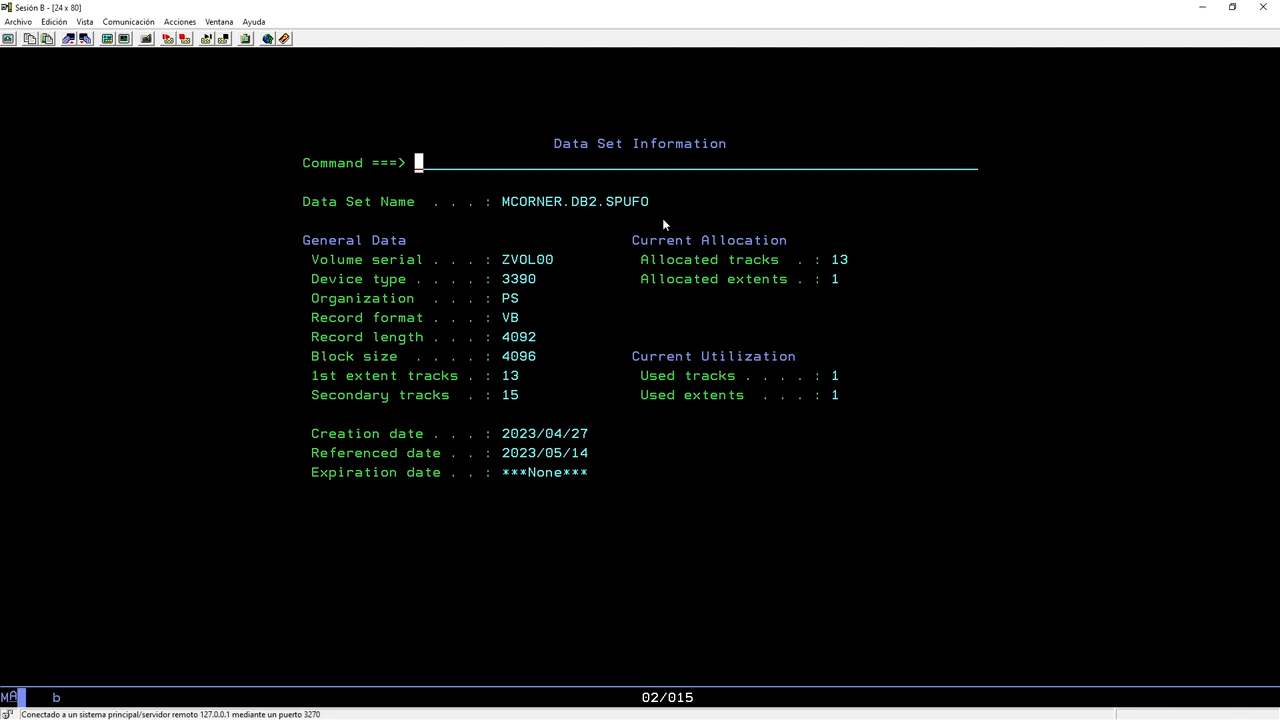 Sesión B - [24 x 80]
Archivo Edición Vista Comunicación Acciones Ventana Ayuda
Data Set Information
Command ===>
Data Set Name . . . : MCORNER.DB2.SPUFO
General Data Current Allocation
Volume serial . . . : ZVOL00 Allocated tracks . : 13
Device type . . . . : 3390 Allocated extents . : 1
Organization . . . : PS
Record format . . . : VB
Record length . . . : 4092
Block size . . . . : 4096 Current Utilization
1st extent tracks . : 13 Used tracks . . . . : 1
Secondary tracks . : 15 Used extents . . . : 1
Creation date . . . : 2023/04/27
Referenced date . . : 2023/05/14
Expiration date . . : ***None***
MA b 02/015
Conectado a un sistema principal/servidor remoto 127.0.0.1 mediante un puerto 3270